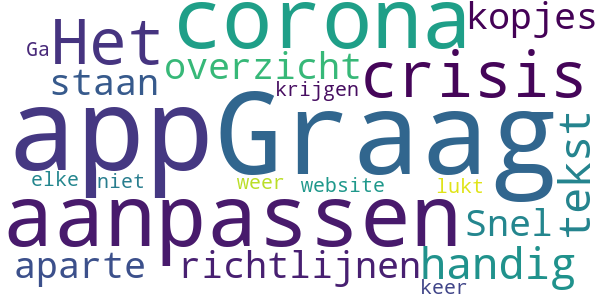 corona
kopjes
Het
Ga
overzicht
crisis
staan
krijgen
app
Graag
tekst
elke
niet
weer
website
lukt
aanpassen
Snel
aparte
richtlijnen
handig
keer